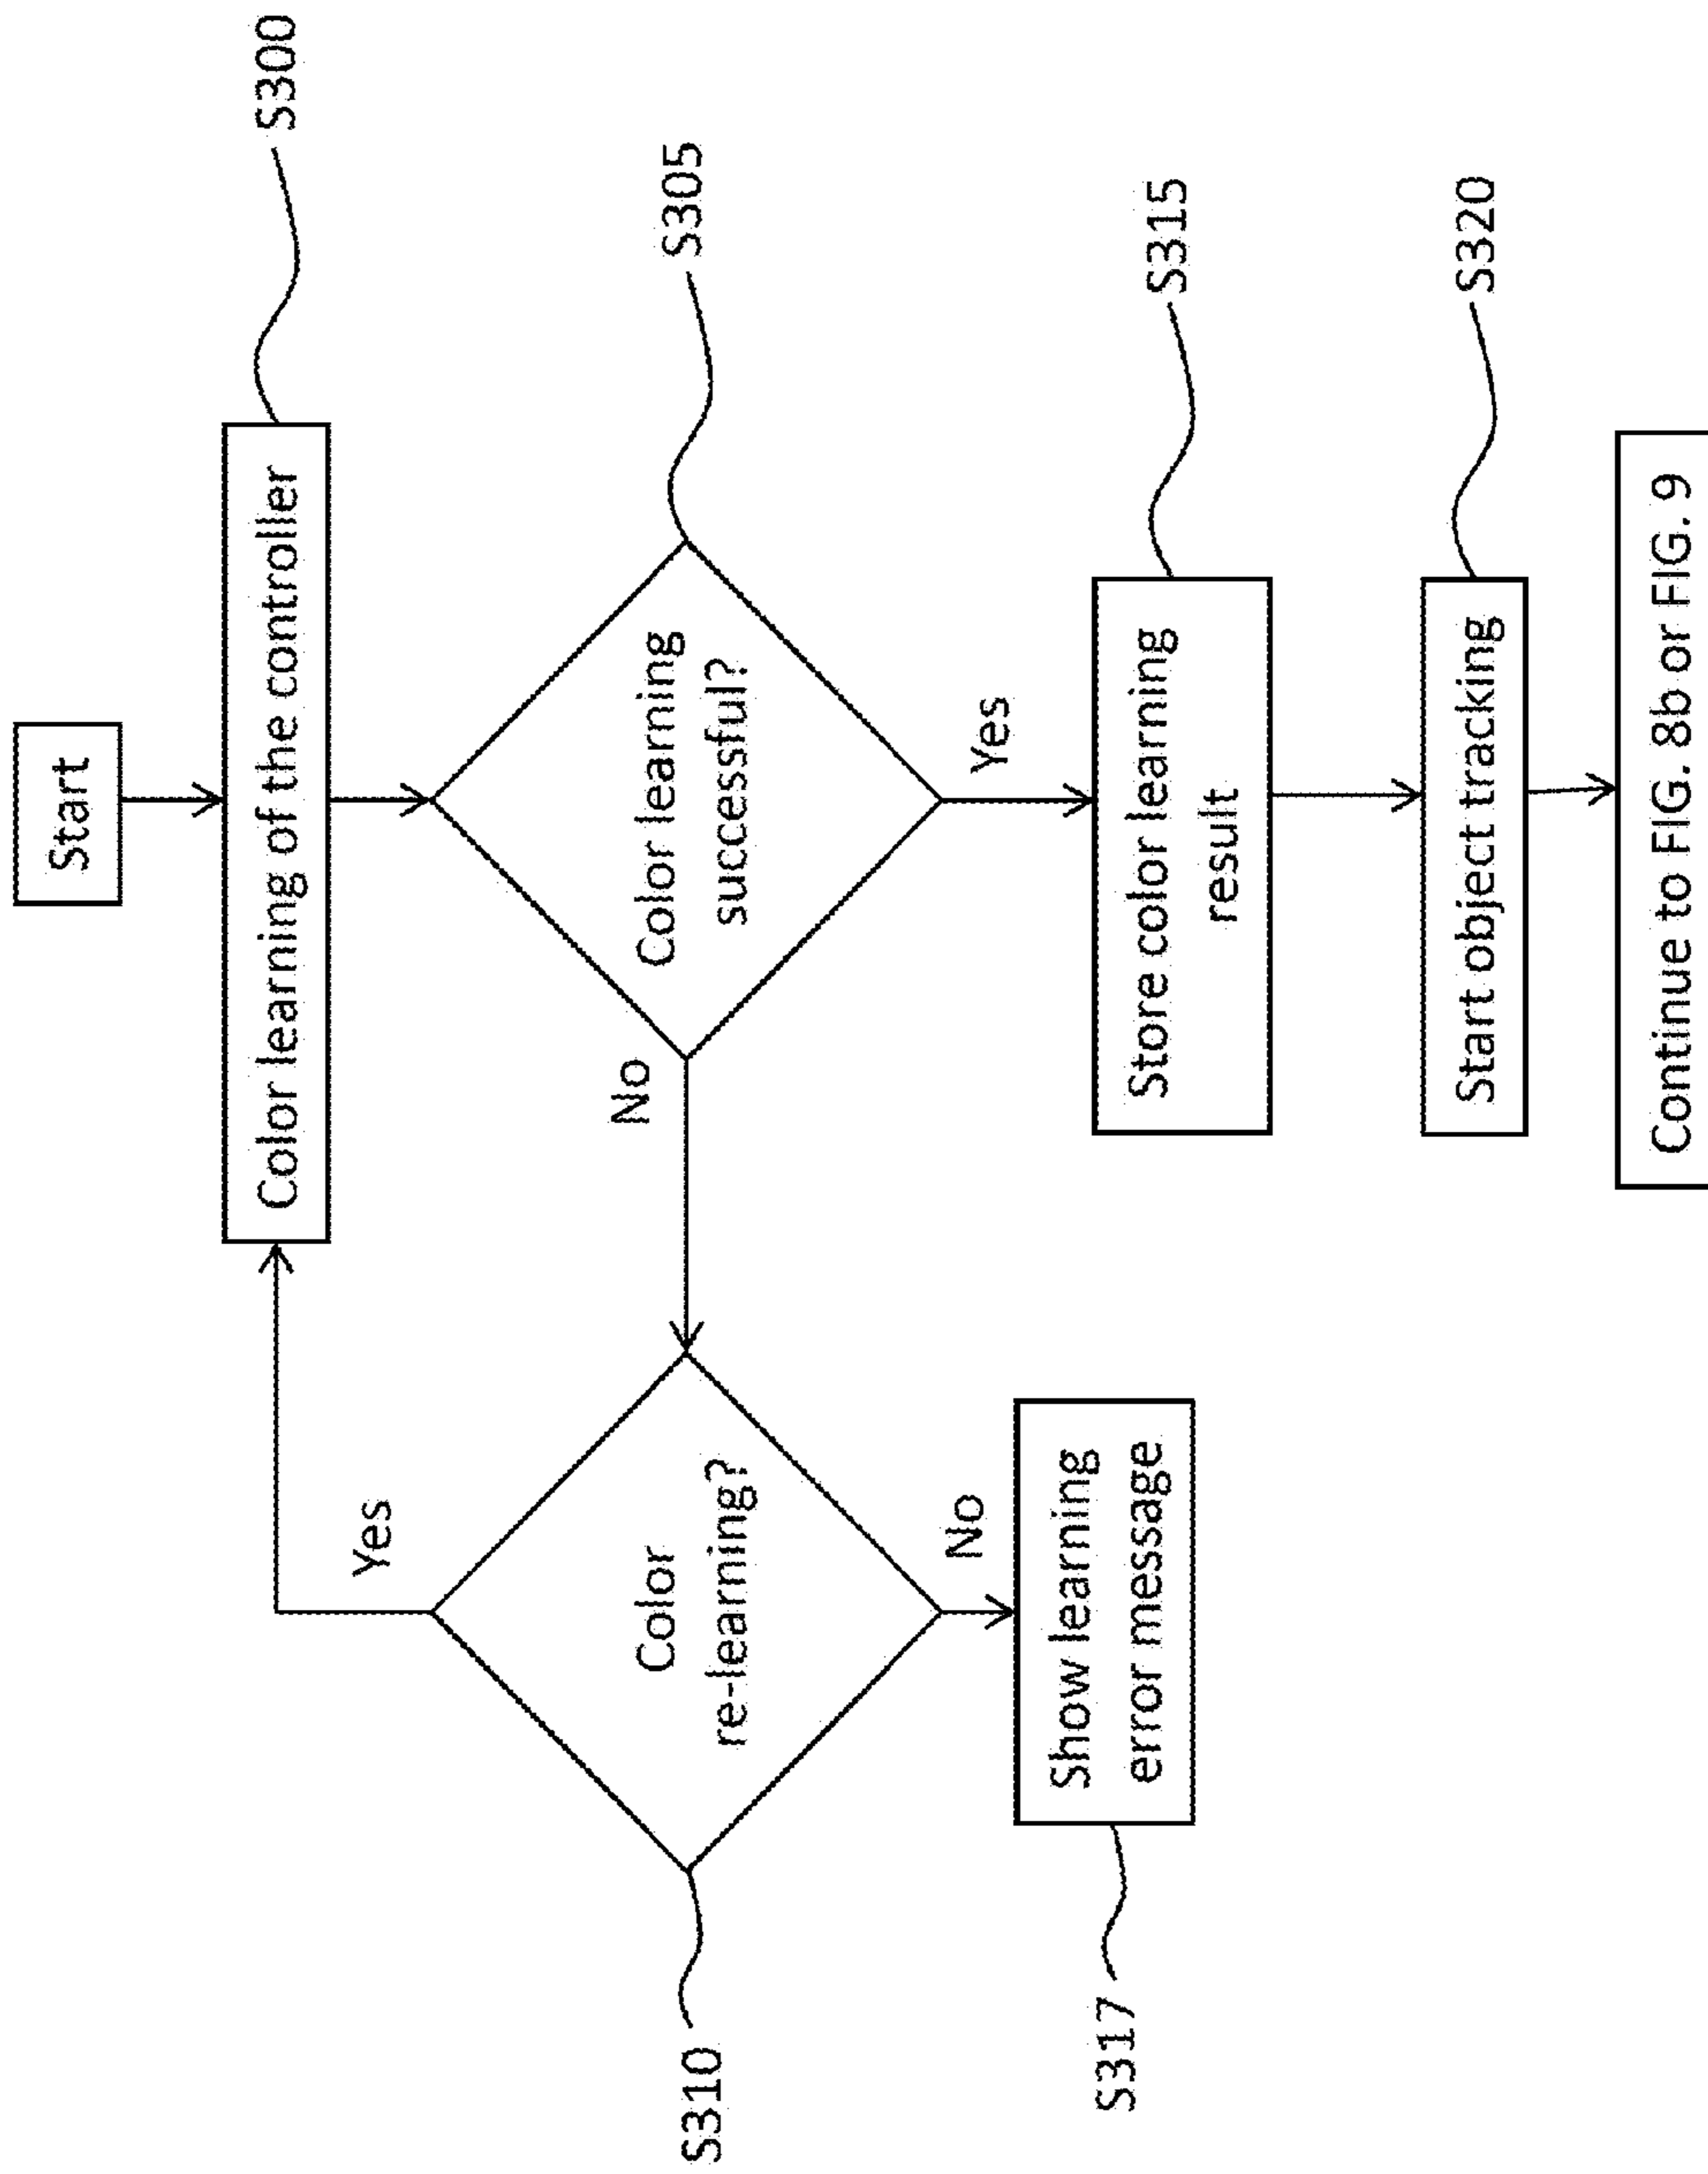 Start
Color learning of the controller
S300
Color learning
successful?
S305
No
Yes
Color
re-learning?
S310
Yes
No
Show learning
error message
S317
Store color learning
result
S315
Start object tracking
S320
Continue to FIG. 8b or FIG. 9